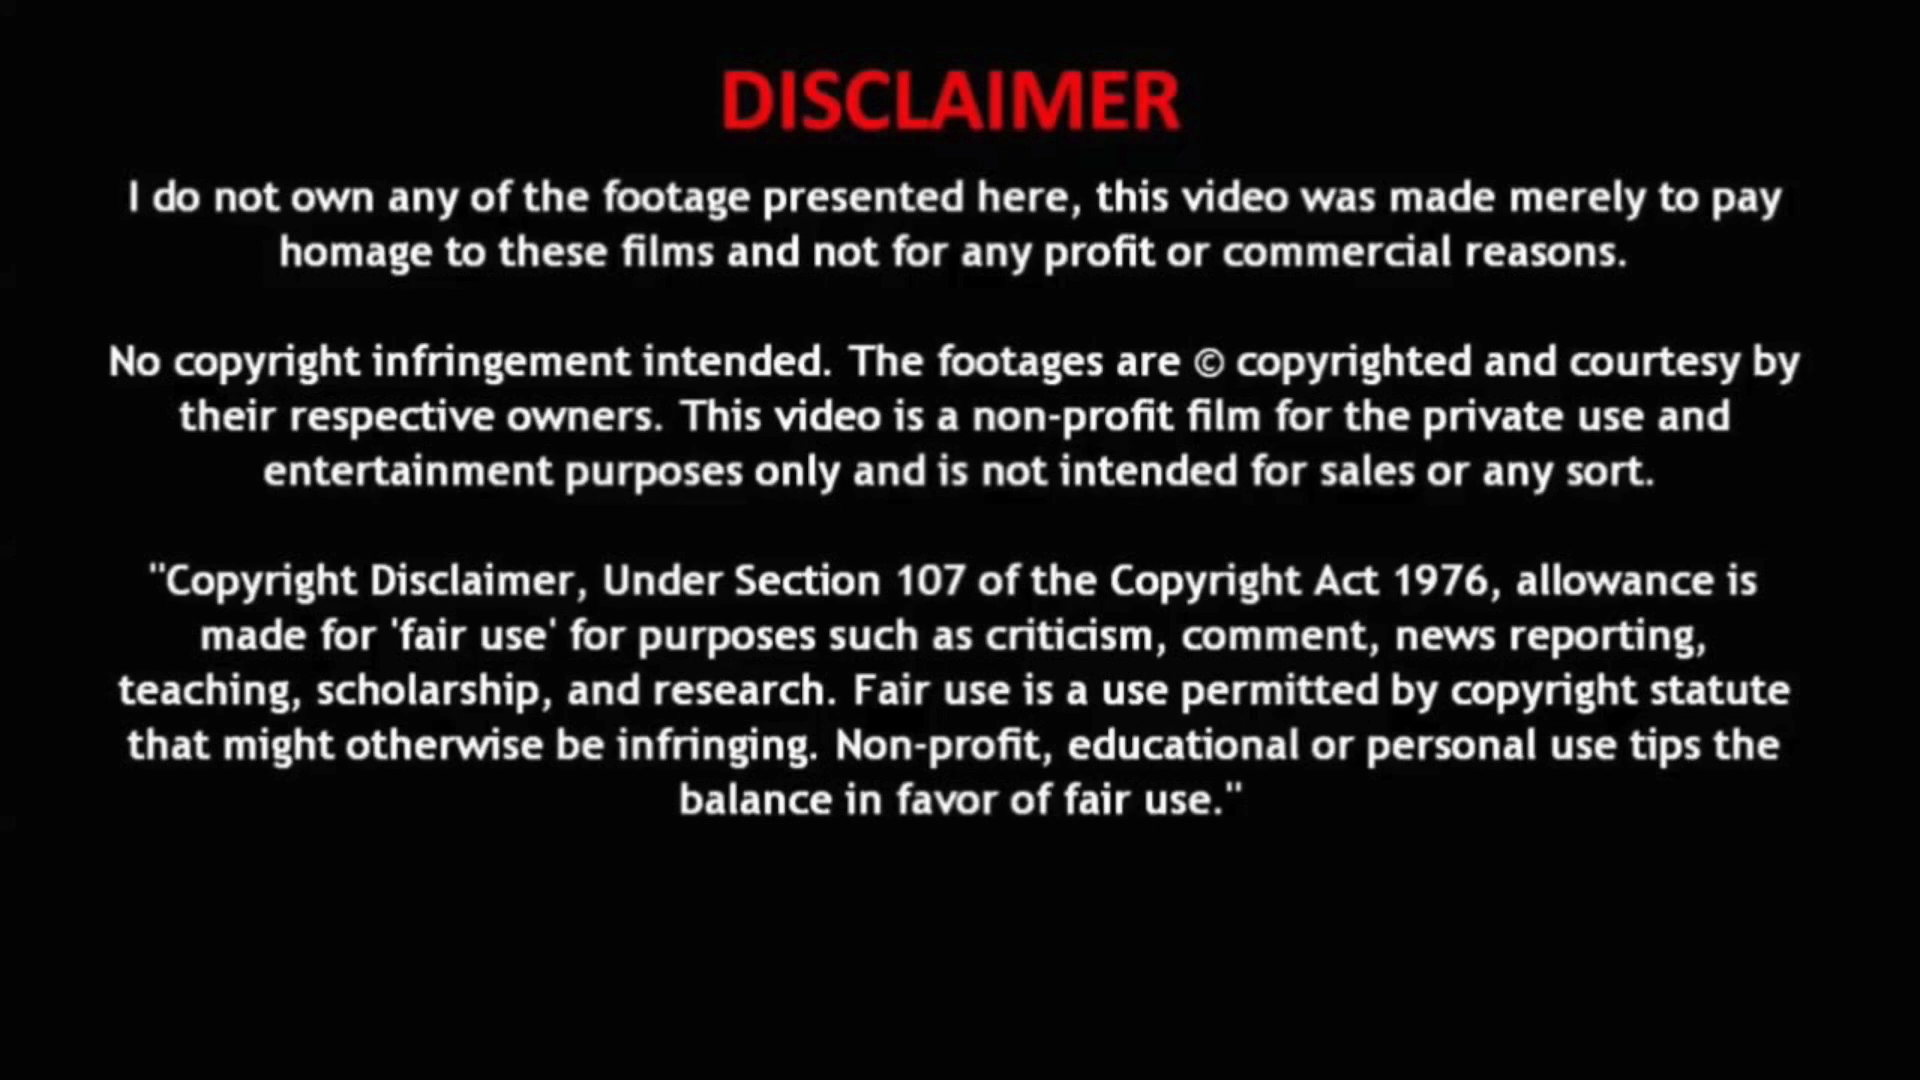 DISCLAIMER
I do not own any of the footage presented here, this video was made merely to pay
homage to these films and not for any profit or commercial reasons.
No copyright infringement intended. The footages are © copyrighted and courtesy by
their respective owners. This video is a non-profit film for the private use and
entertainment purposes only and is not intended for sales or any sort.
"Copyright Disclaimer, Under Section 107 of the Copyright Act 1976, allowance is
made for 'fair use' for purposes such as criticism, comment, news reporting,
teaching, scholarship, and research. Fair use is a use permitted by copyright statute
that might otherwise be infringing. Non-profit, educational or personal use tips the
balance in favor of fair use."